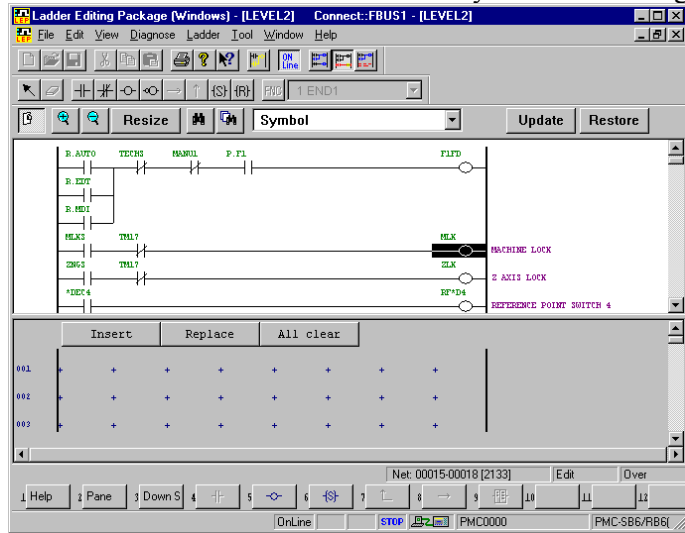 Ladder Editing Package (Windows) - [LEVEL2] Connect::FBUS1 - [LEVEL2]
File Edit View Diagnose Ladder Tool Window Help
ON Line
{S} {R} FNC 1 END1
Resize Symbol Update Restore
R.AUTO TECHS MANU1 P.F1 F1FD
R.EDT
R.MDI
MLKS TM17 MLK MACHINE LOCK
ZNGS TM17 ZLK Z AXIS LOCK
*DEC4 RF*D4 REFERENCE POINT SWITCH 4
Insert Replace All clear
001
002
003
Net: 00015-00018 [2133] Edit Over
1 Help 2 Pane 3 Down S 4 5 6 {S} 7 8 9 10 11 12
OnLine STOP PMC0000 PMC-SB6/RB6(